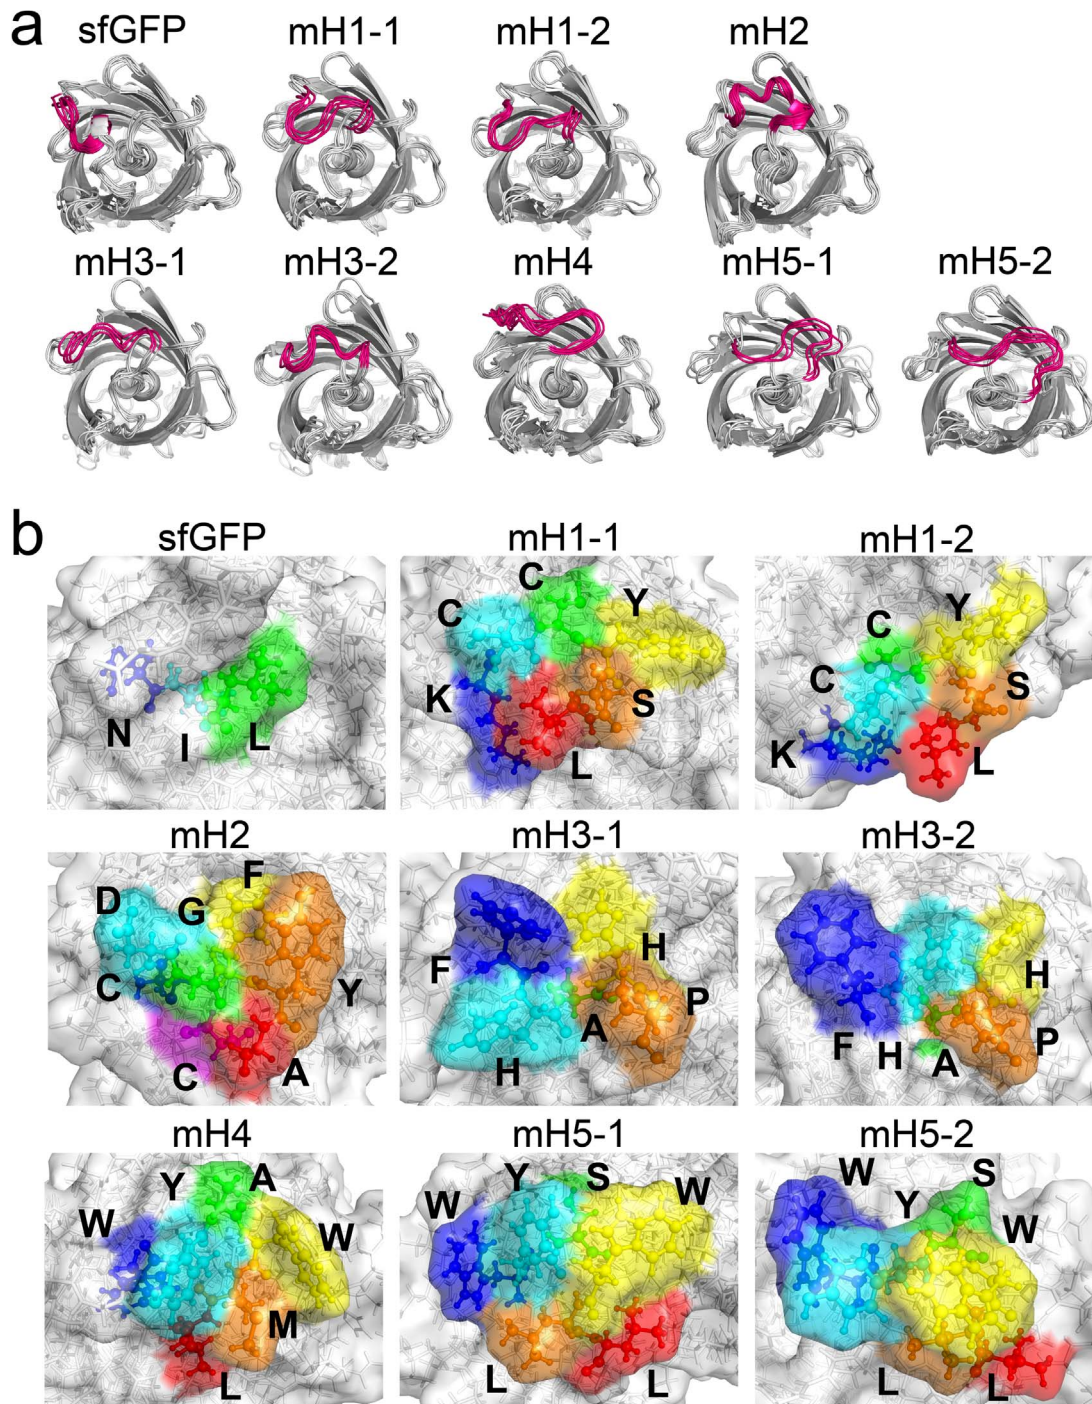 a
sfGFP mH1-1 mH1-2 mH2
mH3-1 mH3-2 mH4 mH5-1 mH5-2
b
sfGFP mH1-1 mH1-2
N I L
C C Y K S L
C Y C S K L
mH2 mH3-1 mH3-2
D G F C Y C A
F H A P H
F H A P H
mH4 mH5-1 mH5-2
W Y A W M L
W Y S W L L
W Y S W L L